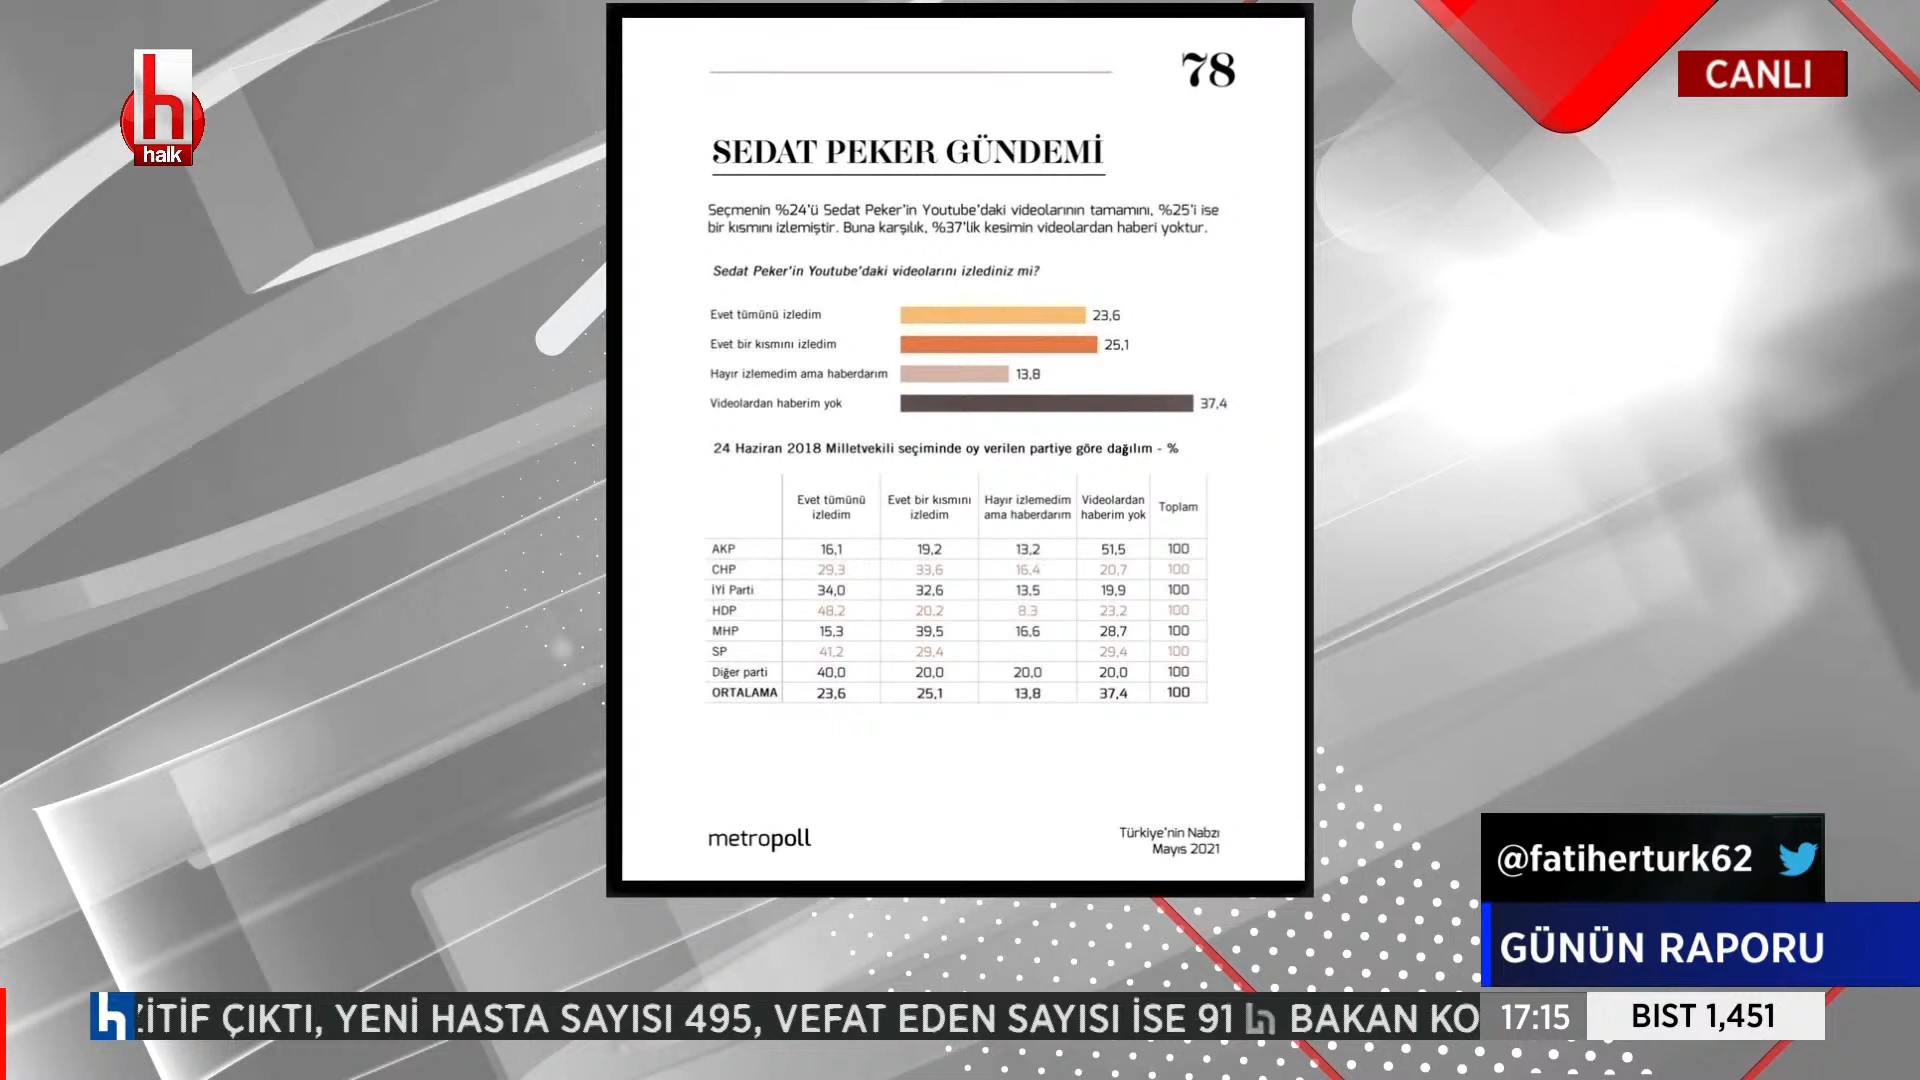 h
halk
CANLI
78
SEDAT PEKER GÜNDEMİ
Seçmenin %24'ü Sedat Peker'in Youtube'daki videolarının tamamını, %25'i ise
bir kısmını izlemiştir. Buna karşılık, %37'lik kesimin videolardan haberi yoktur.
Sedat Peker'in Youtube'daki videolarını izlediniz mi?
Evet tümünü izledim 23,6
Evet bir kısmını izledim 25,1
Hayır izlemedim ama haberdarım 13,8
Videolardan haberim yok 37,4
24 Haziran 2018 Milletvekili seçiminde oy verilen partiye göre dağılım - %
Evet tümünü Evet bir kısmını Hayır izlemedim Videolardan Toplam
izledim izledim ama haberdarım haberim yok
AKP 16,1 19,2 13,2 51,5 100
CHP 29,3 33,6 16,4 20,7 100
İYİ Parti 34,0 32,6 13,5 19,9 100
HDP 48,2 20,2 8,3 23,2 100
MHP 15,3 39,5 16,6 28,7 100
SP 41,2 29,4 29,4 100
Diğer parti 40,0 20,0 20,0 20,0 100
ORTALAMA 23,6 25,1 13,8 37,4 100
metropoll
Türkiye'nin Nabzı
Mayıs 2021
@fatiherturk62
GÜNÜN RAPORU
h ZİTİF ÇIKTI, YENİ HASTA SAYISI 495, VEFAT EDEN SAYISI İSE 91 h BAKAN KO 17:15 BIST 1,451